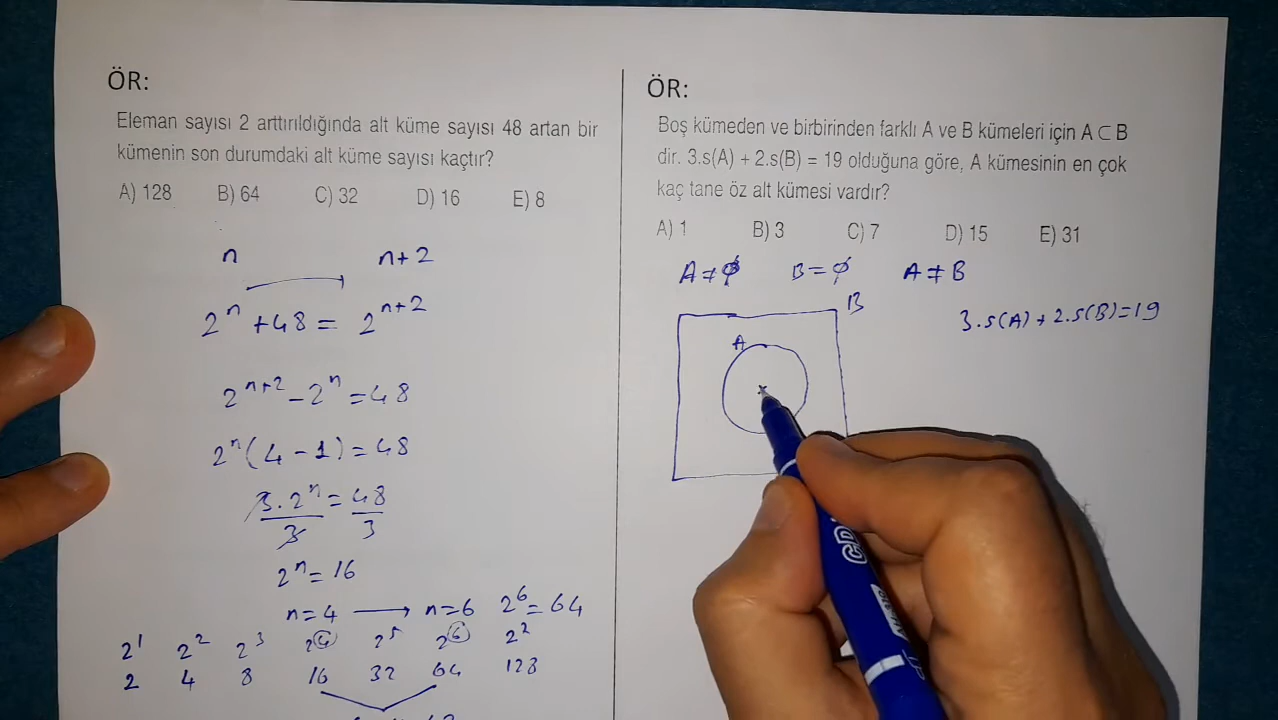 ÖR:
Eleman sayısı 2 arttırıldığında alt küme sayısı 48 artan bir
kümenin son durumdaki alt küme sayısı kaçtır?
A) 128 B) 64 C) 32 D) 16 E) 8
n n+2
2^n +48 = 2^{n+2}
2^{n+2} - 2^n = 48
2^n (4 - 1) = 48
3.2^n/3 = 48/3
2^n = 16
n=4 → n=6 2^6 = 64
2^1 2^2 2^3 2^4 2^5 2^6 2^2
2 4 8 16 32 64 128
ÖR:
Boş kümeden ve birbirinden farklı A ve B kümeleri için A ⊂ B
dir. 3.s(A) + 2.s(B) = 19 olduğuna göre, A kümesinin en çok
kaç tane öz alt kümesi vardır?
A) 1 B) 3 C) 7 D) 15 E) 31
A ≠ ∅ B = ∅ A ≠ B
B
3.s(A) + 2.s(B) = 19
A